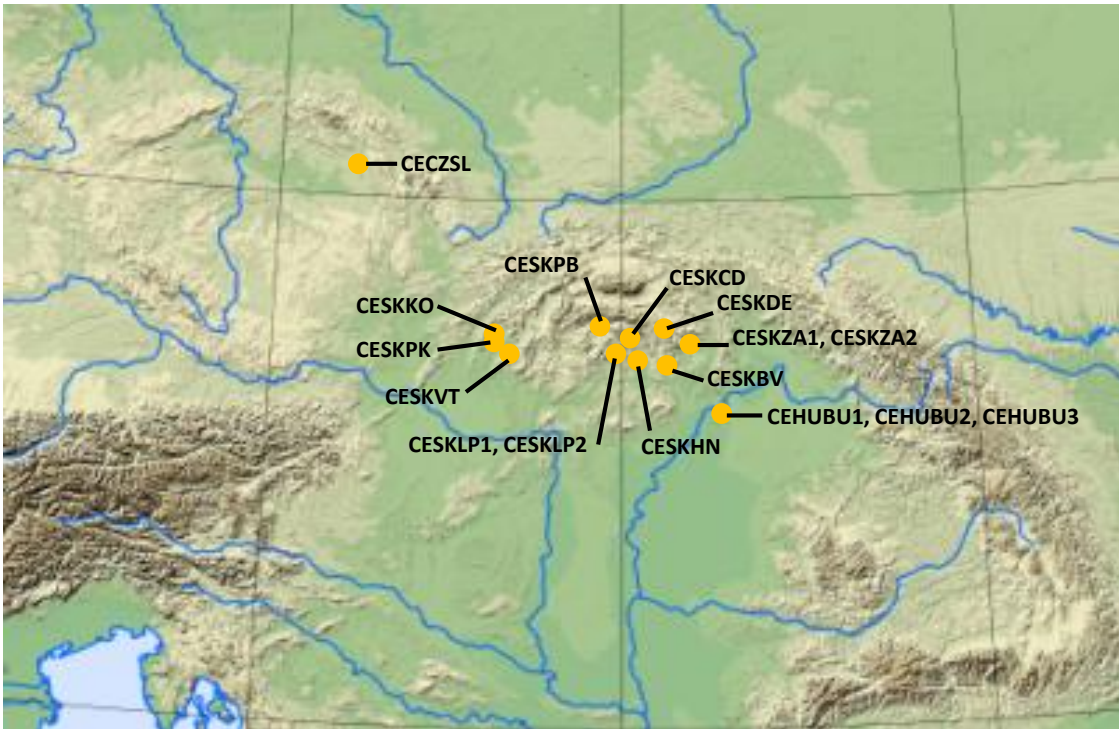 CECZSL
CESKPB
CESKCD
CESKKO
CESKDE
CESKZA1, CESKZA2
CESKPK
CESKBV
CESKVT
CEHUBU1, CEHUBU2, CEHUBU3
CESKLP1, CESKLP2
CESKHN